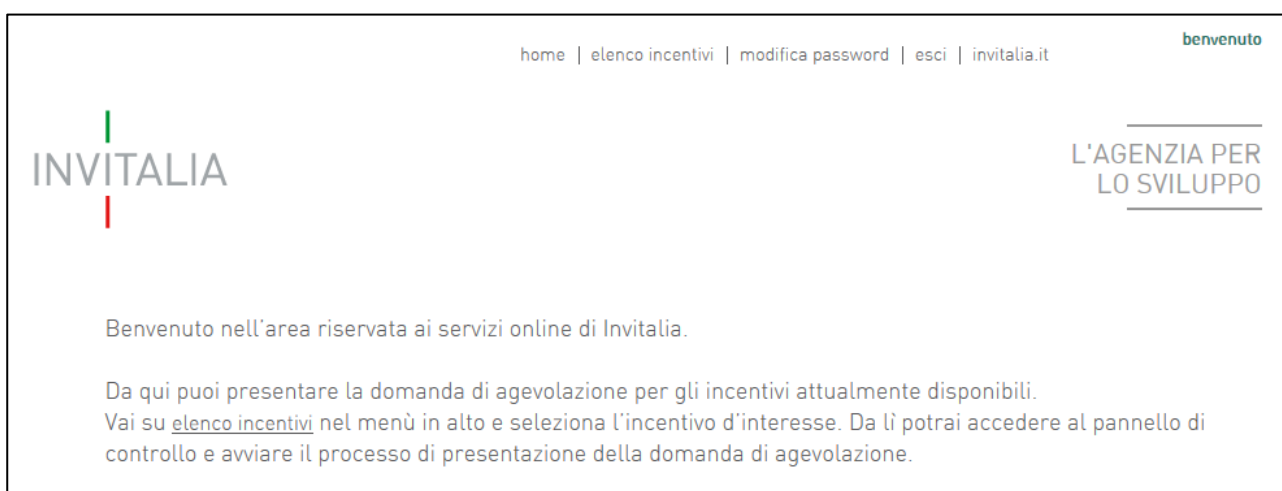 benvenuto
home | elenco incentivi | modifica password | esci | invitalia.it
INVITALIA
L'AGENZIA PER
LO SVILUPPO
Benvenuto nell'area riservata ai servizi online di Invitalia.
Da qui puoi presentare la domanda di agevolazione per gli incentivi attualmente disponibili.
Vai su elenco incentivi nel menù in alto e seleziona l'incentivo d'interesse. Da lì potrai accedere al pannello di
controllo e avviare il processo di presentazione della domanda di agevolazione.